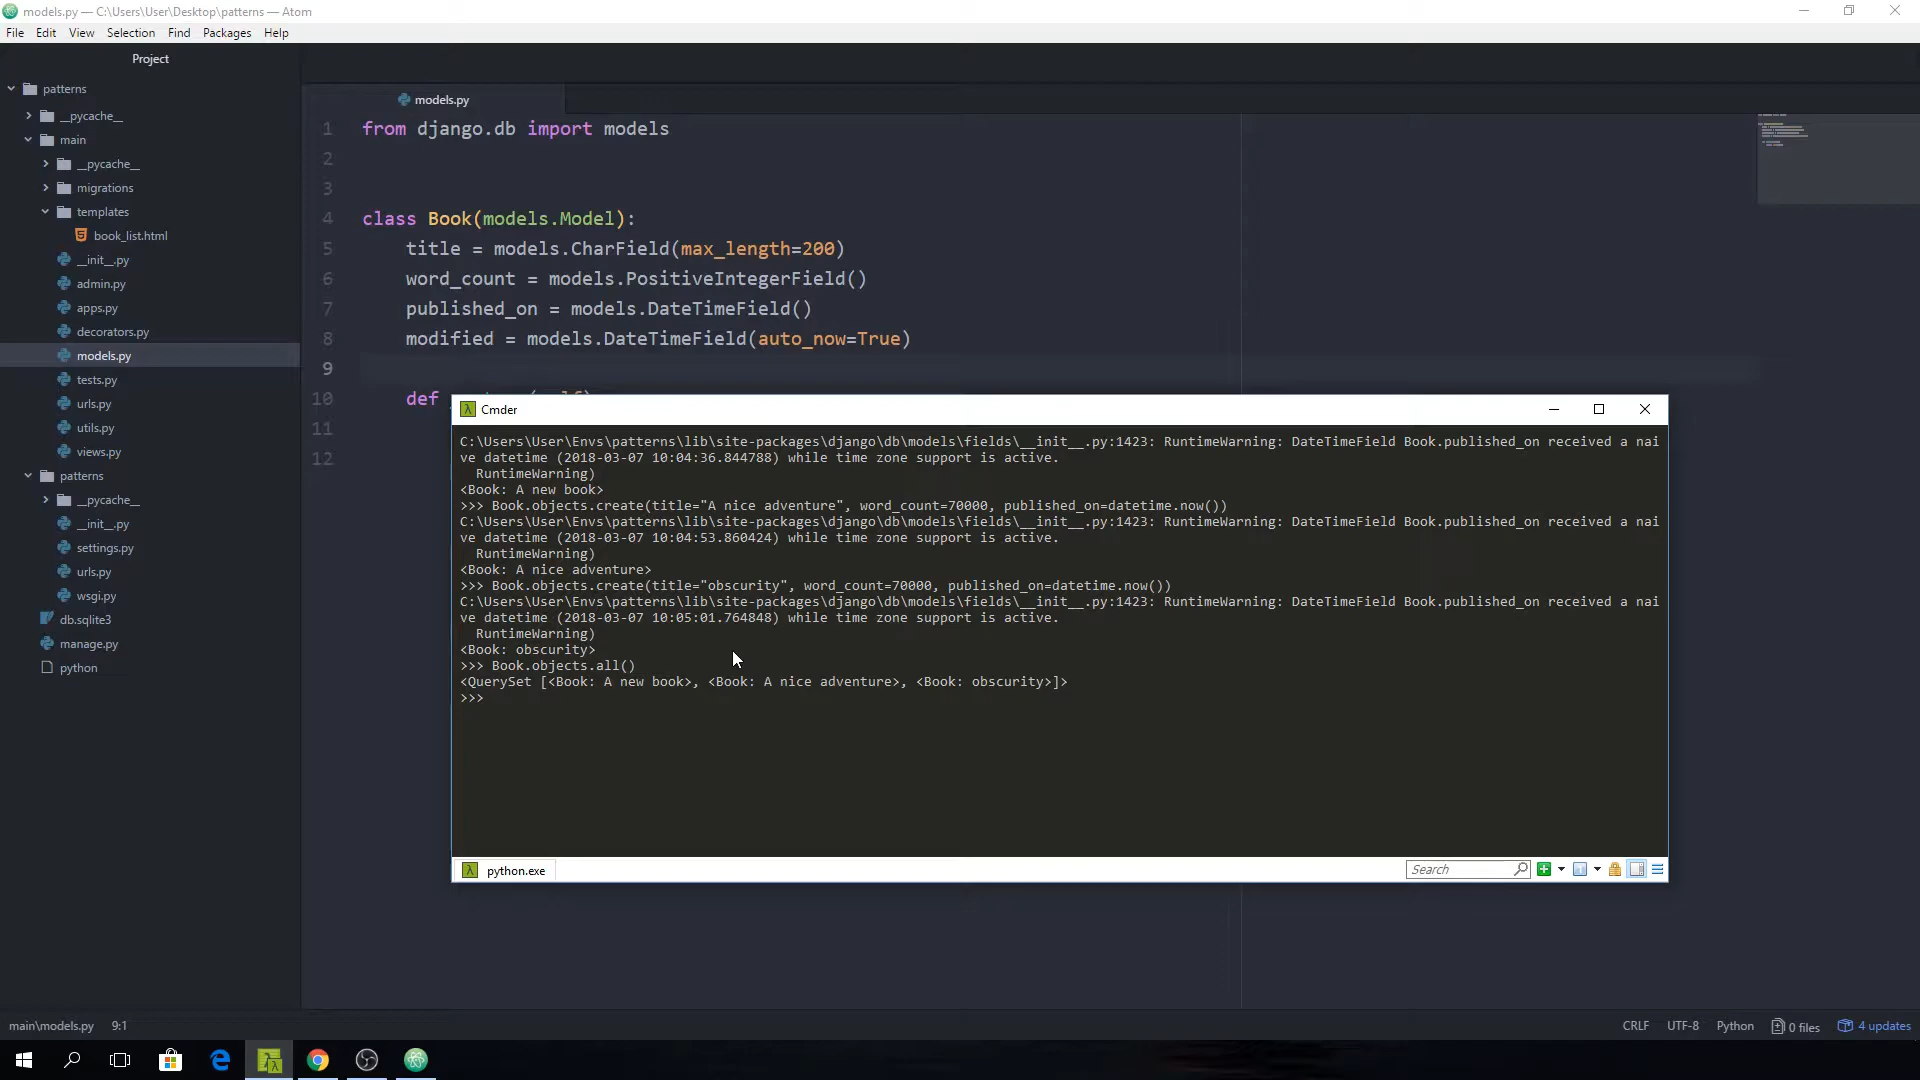 models.py — C:\Users\User\Desktop\patterns — Atom
File Edit View Selection Find Packages Help
Project
patterns
__pycache__
main
__pycache__
migrations
templates
book_list.html
__init__.py
admin.py
apps.py
decorators.py
models.py
tests.py
urls.py
utils.py
views.py
patterns
__pycache__
__init__.py
settings.py
urls.py
wsgi.py
db.sqlite3
manage.py
python
models.py
1 from django.db import models
2
3
4 class Book(models.Model):
5 title = models.CharField(max_length=200)
6 word_count = models.PositiveIntegerField()
7 published_on = models.DateTimeField()
8 modified = models.DateTimeField(auto_now=True)
9
10 def
11
12
Cmder
C:\Users\User\Envs\patterns\lib\site-packages\django\db\models\fields\__init__.py:1423: RuntimeWarning: DateTimeField Book.published_on received a nai
ve datetime (2018-03-07 10:04:36.844788) while time zone support is active.
RuntimeWarning)
<Book: A new book>
>>> Book.objects.create(title="A nice adventure", word_count=70000, published_on=datetime.now())
C:\Users\User\Envs\patterns\lib\site-packages\django\db\models\fields\__init__.py:1423: RuntimeWarning: DateTimeField Book.published_on received a nai
ve datetime (2018-03-07 10:04:53.860424) while time zone support is active.
RuntimeWarning)
<Book: A nice adventure>
>>> Book.objects.create(title="obscurity", word_count=70000, published_on=datetime.now())
C:\Users\User\Envs\patterns\lib\site-packages\django\db\models\fields\__init__.py:1423: RuntimeWarning: DateTimeField Book.published_on received a nai
ve datetime (2018-03-07 10:05:01.764848) while time zone support is active.
RuntimeWarning)
<Book: obscurity>
>>> Book.objects.all()
<QuerySet [<Book: A new book>, <Book: A nice adventure>, <Book: obscurity>]>
>>>
python.exe
Search
main\models.py 9:1
CRLF UTF-8 Python 0 files 4 updates